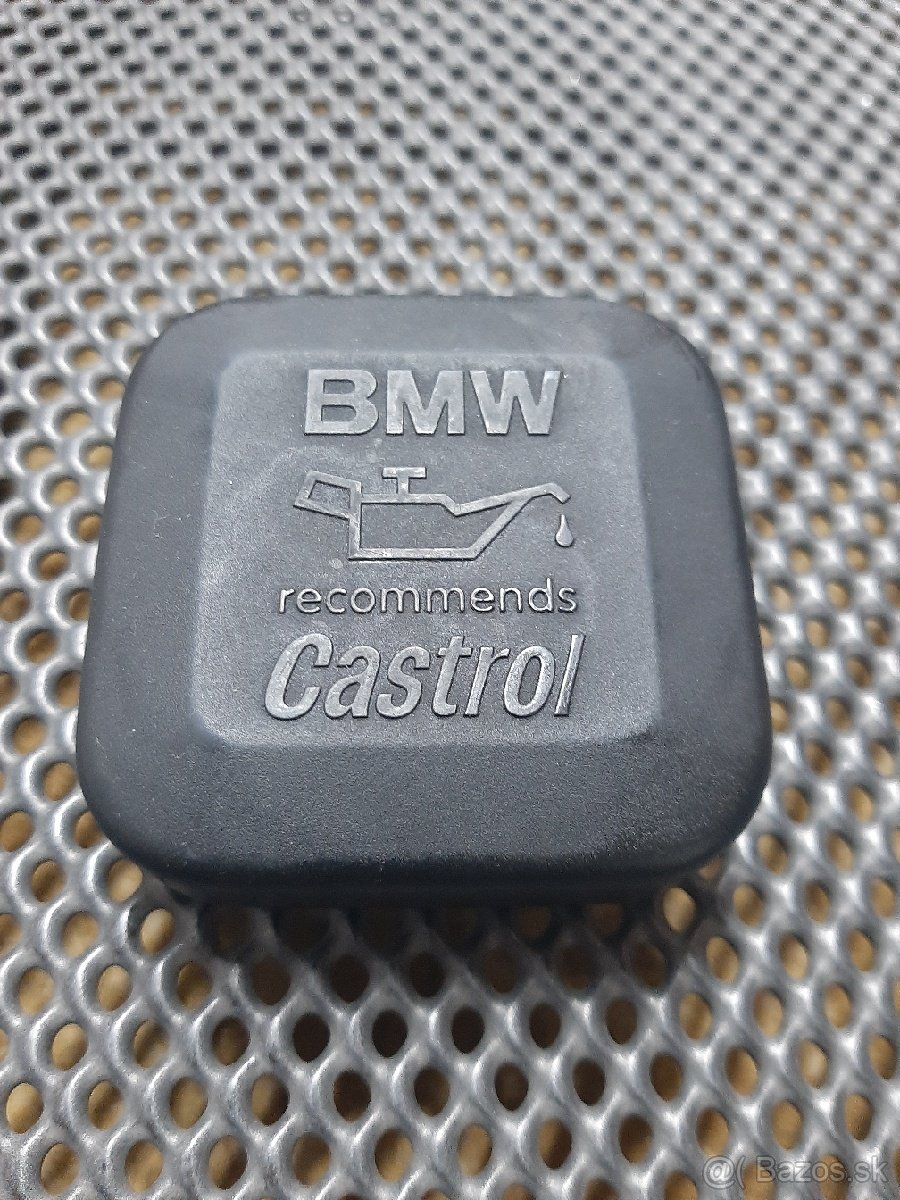 BMW
recommends
Castrol
@( Bazos.sk